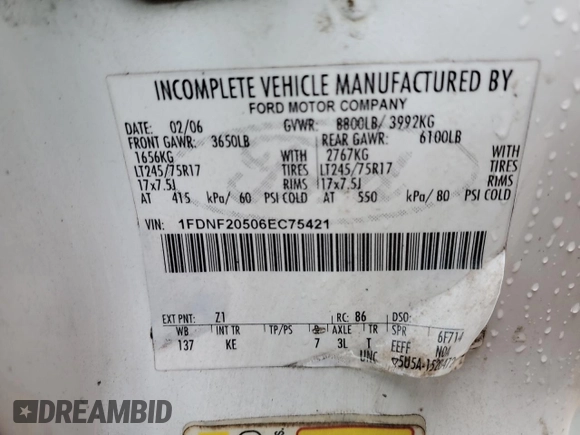 INCOMPLETE VEHICLE MANUFACTURED BY
FORD MOTOR COMPANY
DATE: 02/06 GVWR: 8800LB/ 3992KG
FRONT GAWR: 3650LB REAR GAWR: 6100LB
1656KG WITH 2767KG WITH
LT245/75R17 TIRES LT245/75R17 TIRES
17x7.5J RIMS 17x7.5J RIMS
AT 415 kPa/ 60 PSI COLD AT 550 kPa/ 80 PSI COLD
VIN: 1FDNF20506EC75421
EXT PNT: Z1 RC: 86 DSO:
WB INT TR TP/PS R AXLE TR SPR 6F714
137 KE 7 3L T EEFF
UNC
DREAMBID